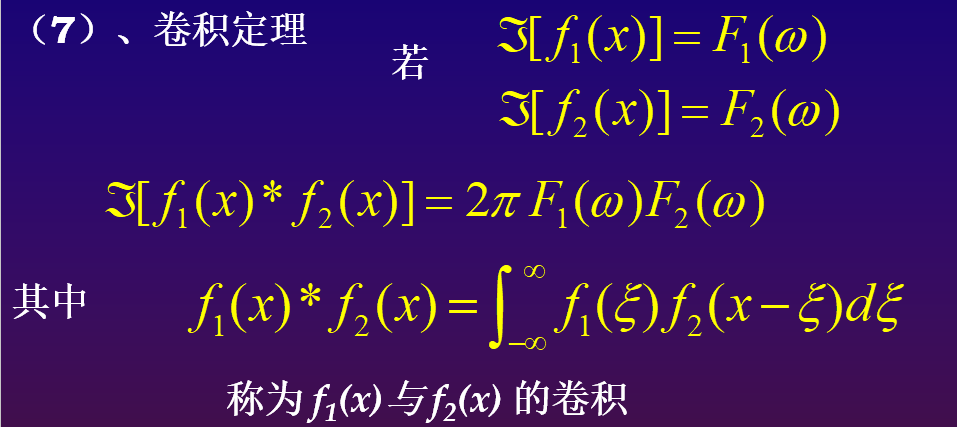 （7）、卷积定理 若 ℑ[f₁(x)] = F₁(ω)
ℑ[f₂(x)] = F₂(ω)
ℑ[f₁(x) * f₂(x)] = 2π F₁(ω)F₂(ω)
其中 f₁(x) * f₂(x) = ∫_{-∞}^{∞} f₁(ξ)f₂(x − ξ)dξ
称为 f₁(x) 与 f₂(x) 的卷积